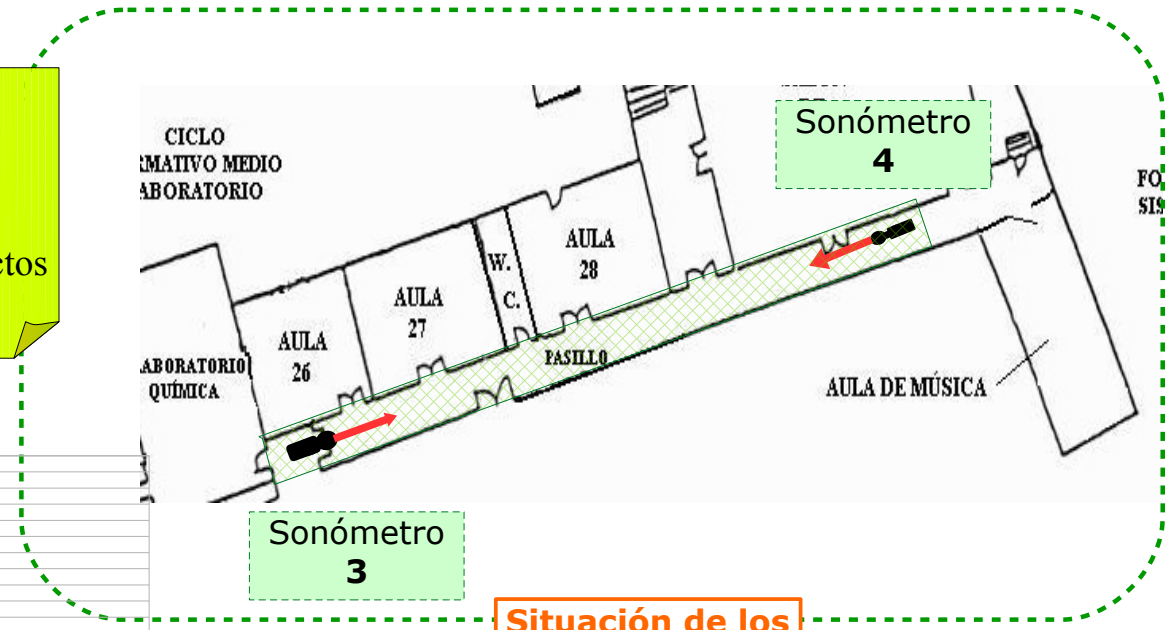 CICLO
RMATIVO MEDIO
ABORATORIO
Sonómetro
4
FO
SIS
ctos
AULA
28
W.
C.
AULA
27
AULA
26
PASILLO
ABORATORIO
QUÍMICA
AULA DE MÚSICA
Sonómetro
3
Situación de los